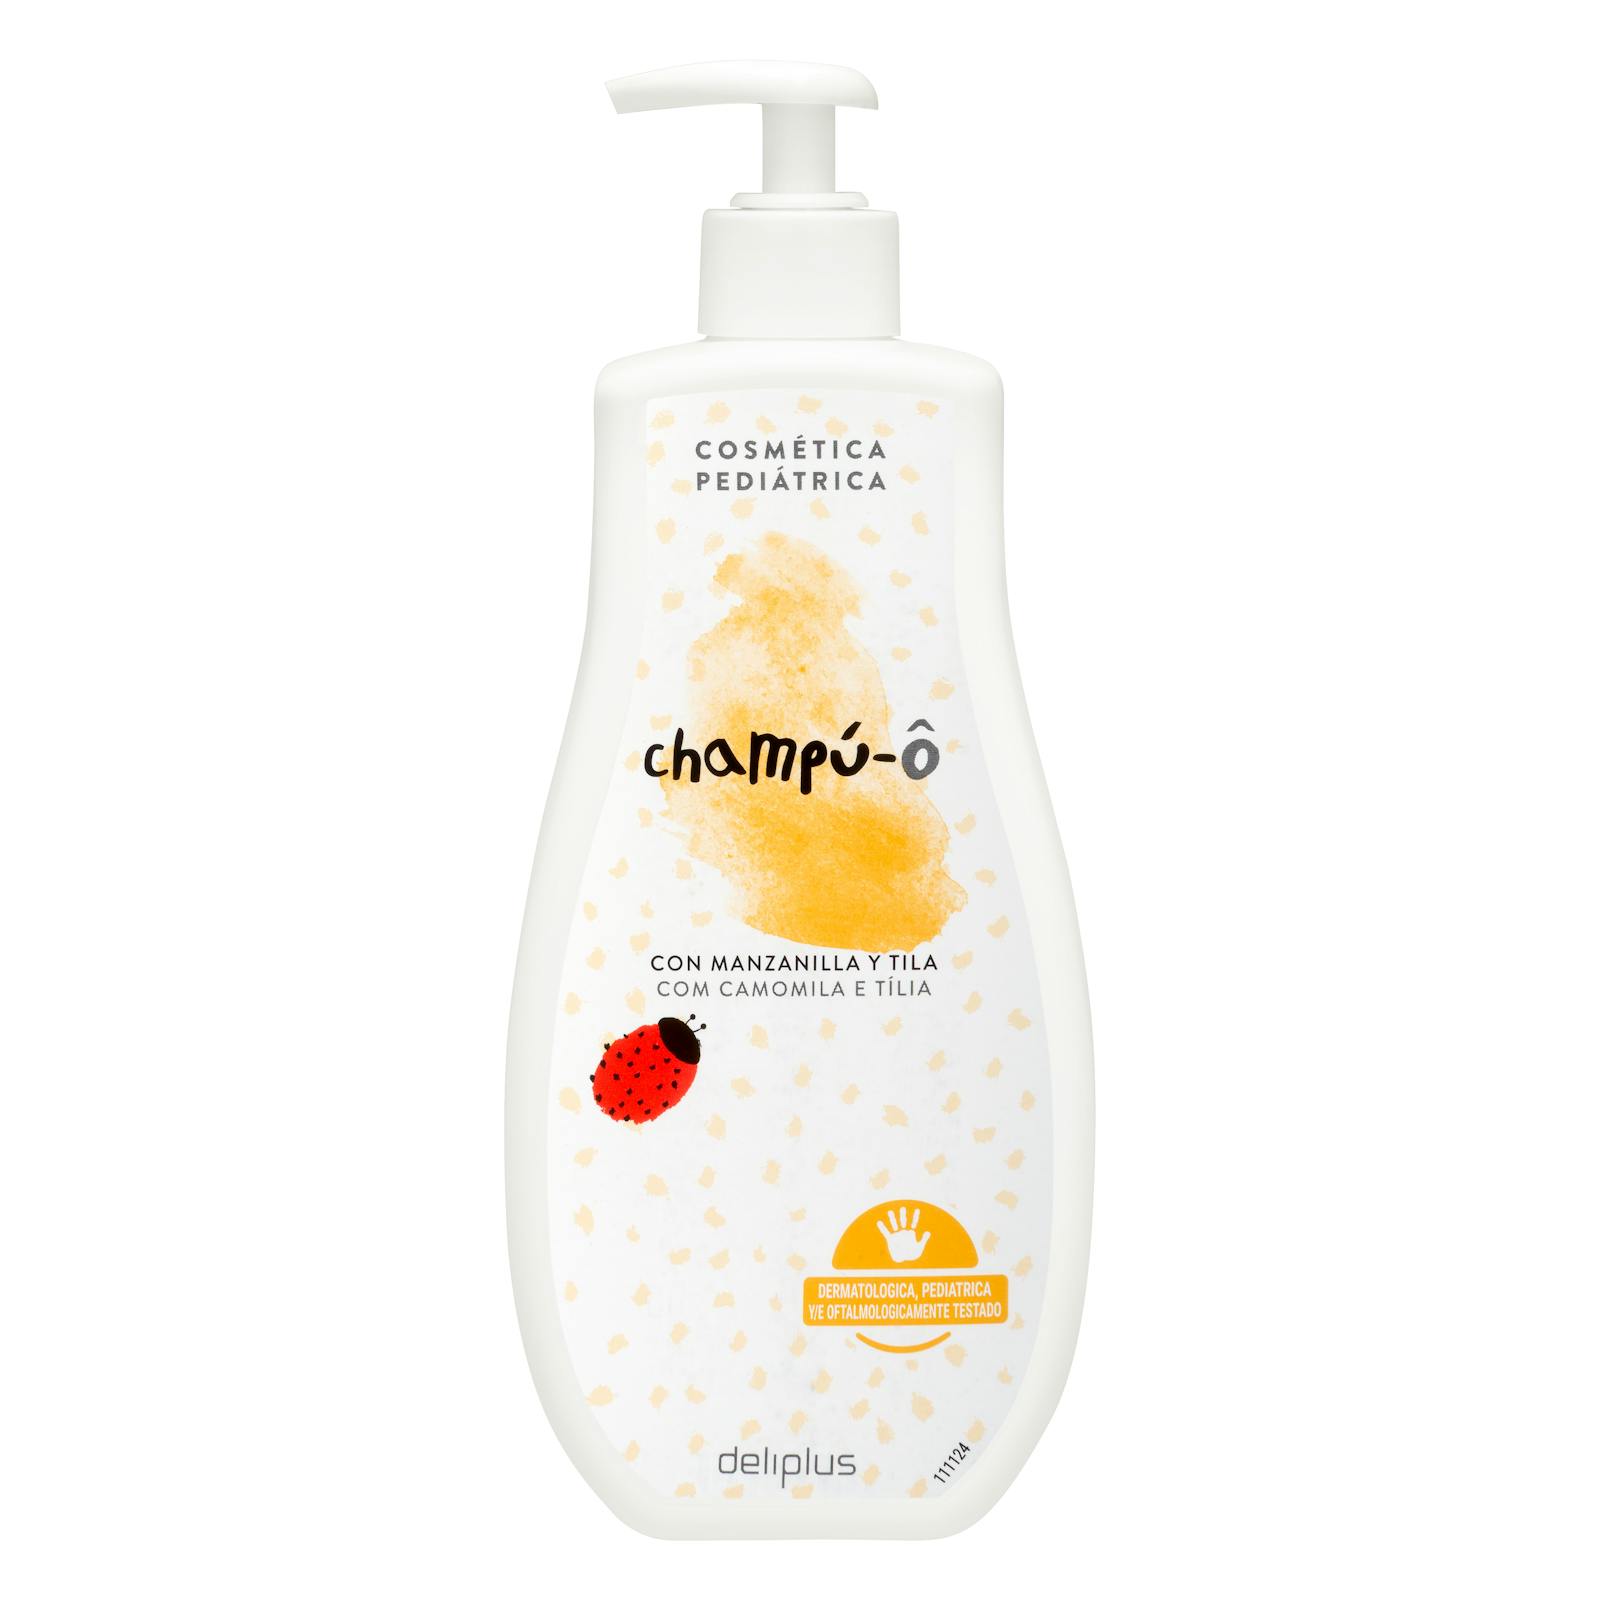 COSMÉTICA
PEDIÁTRICA
champú-ô
CON MANZANILLA Y TILA
COM CAMOMILA E TÍLIA
DERMATOLOGICA, PEDIATRICA
Y/E OFTALMOLOGICAMENTE TESTADO
deliplus
111124